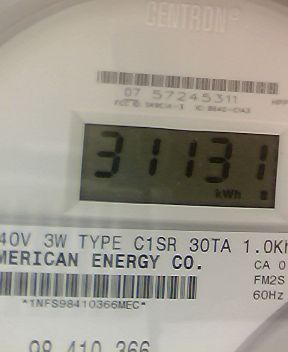 CENTRON®
07 57245311
31131
kWh
40V 3W TYPE C1SR 30TA 1.0Kh
MERICAN ENERGY CO.
CA 0
FM2S
60Hz
*1NFS98410366MEC*
98 410 366